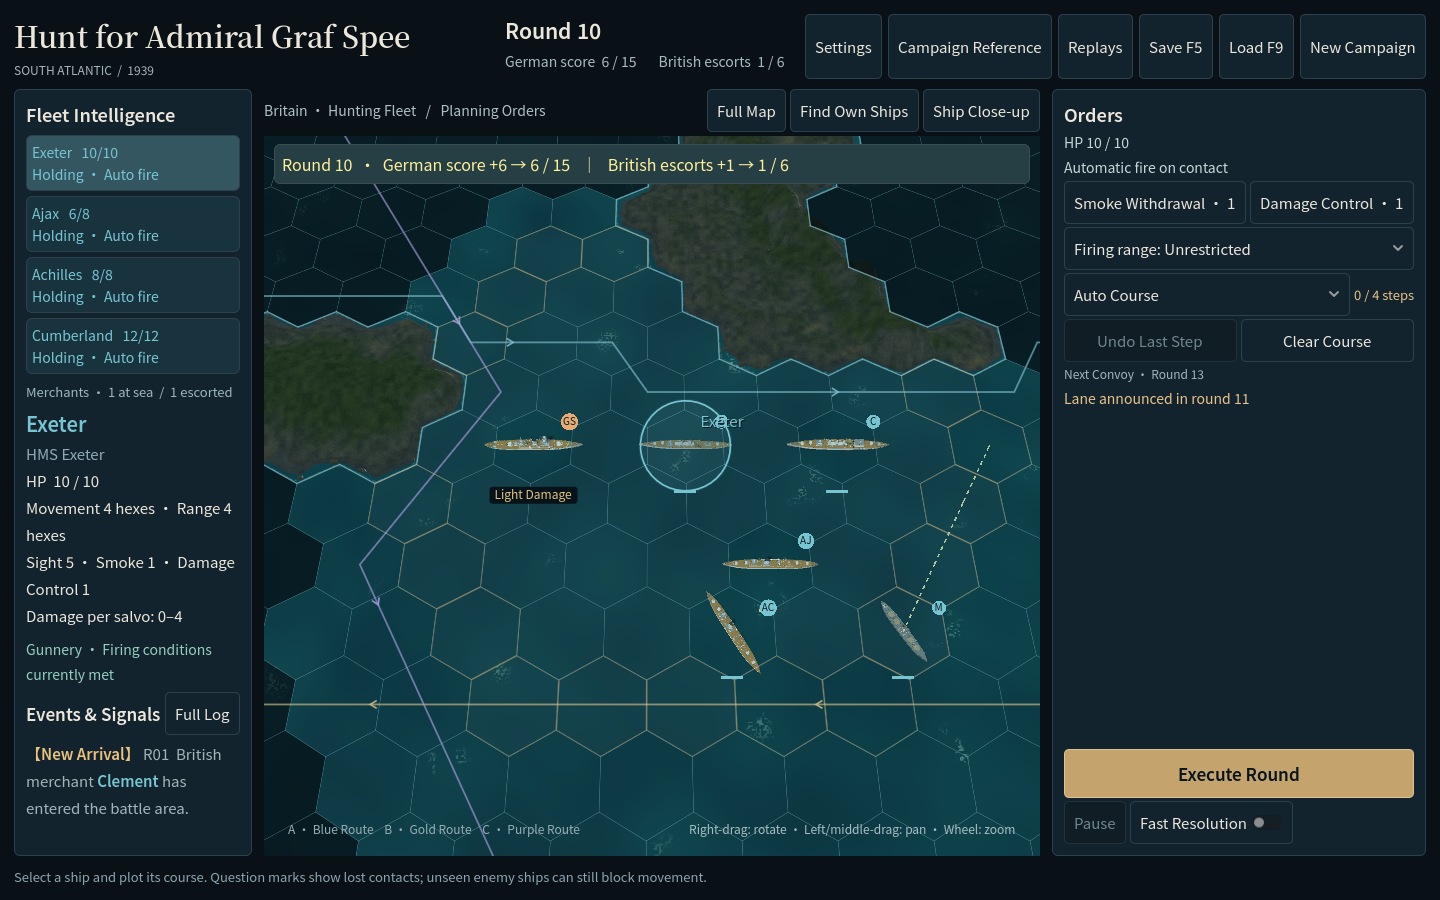 Hunt for Admiral Graf Spee
SOUTH ATLANTIC / 1939
Round 10
German score 6 / 15 British escorts 1 / 6
Settings
Campaign Reference
Replays
Save F5
Load F9
New Campaign
Fleet Intelligence
Exeter 10/10
Holding • Auto fire
Ajax 6/8
Holding • Auto fire
Achilles 8/8
Holding • Auto fire
Cumberland 12/12
Holding • Auto fire
Merchants • 1 at sea / 1 escorted
Exeter
HMS Exeter
HP 10 / 10
Movement 4 hexes • Range 4
hexes
Sight 5 • Smoke 1 • Damage
Control 1
Damage per salvo: 0–4
Gunnery • Firing conditions
currently met
Events & Signals
Full Log
【New Arrival】 R01 British
merchant Clement has
entered the battle area.
Britain • Hunting Fleet / Planning Orders
Full Map
Find Own Ships
Ship Close-up
Round 10 • German score +6 → 6 / 15 | British escorts +1 → 1 / 6
GS
Exeter
C
Light Damage
AJ
AC
M
A • Blue Route B • Gold Route C • Purple Route
Right-drag: rotate • Left/middle-drag: pan • Wheel: zoom
Orders
HP 10 / 10
Automatic fire on contact
Smoke Withdrawal • 1
Damage Control • 1
Firing range: Unrestricted
Auto Course
0 / 4 steps
Undo Last Step
Clear Course
Next Convoy • Round 13
Lane announced in round 11
Execute Round
Pause
Fast Resolution
Select a ship and plot its course. Question marks show lost contacts; unseen enemy ships can still block movement.